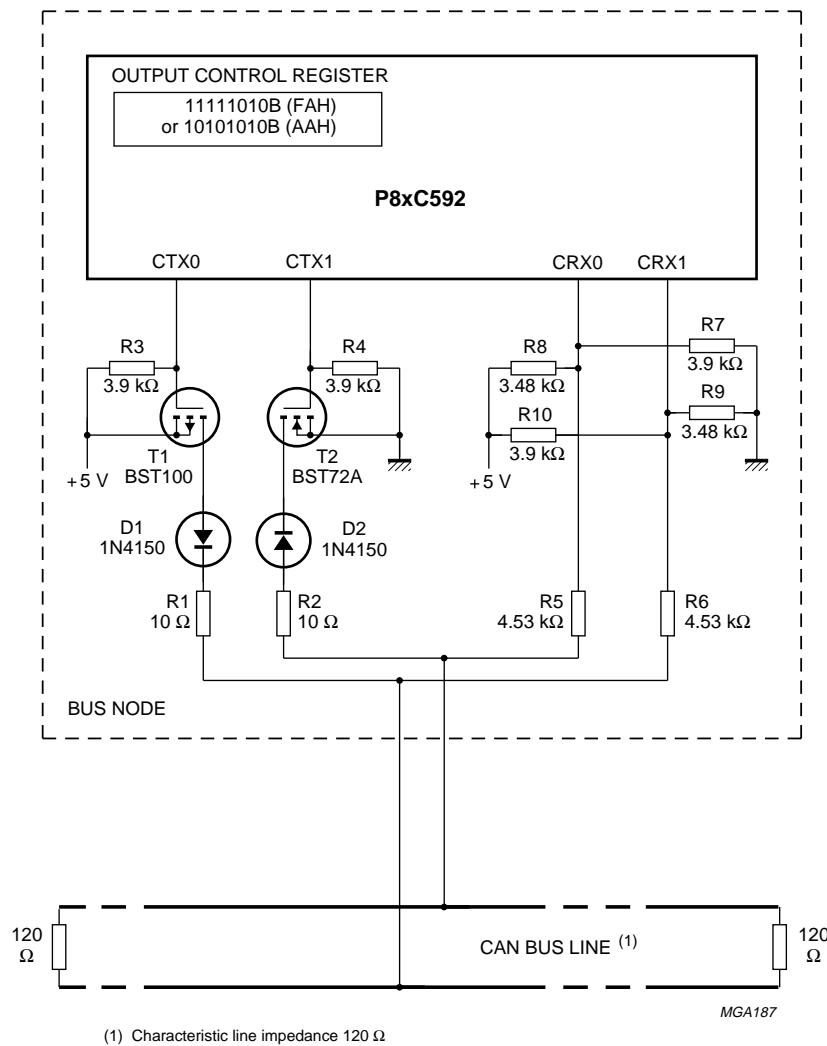 OUTPUT CONTROL REGISTER
11111010B (FAH)
or 10101010B (AAH)
P8xC592
CTX0
CTX1
CRX0
CRX1
R3
3.9 kΩ
R4
3.9 kΩ
R8
3.48 kΩ
R7
3.9 kΩ
R10
3.9 kΩ
R9
3.48 kΩ
+5 V
T1
BST100
T2
BST72A
+5 V
D1
1N4150
D2
1N4150
R1
10 Ω
R2
10 Ω
R5
4.53 kΩ
R6
4.53 kΩ
BUS NODE
120
Ω
CAN BUS LINE (1)
120
Ω
MGA187
(1) Characteristic line impedance 120 Ω